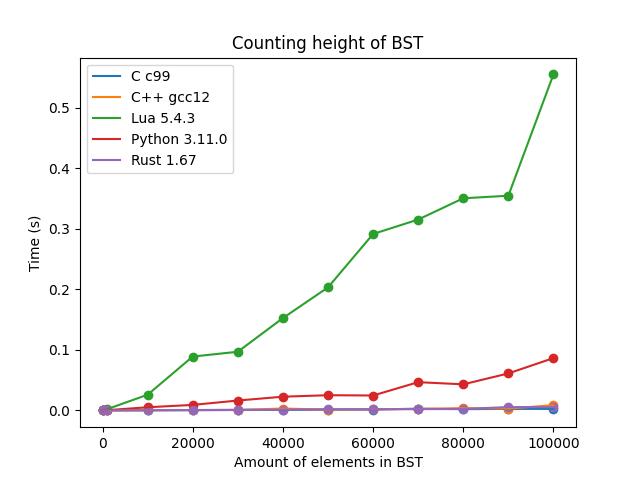 Counting height of BST
C c99
C++ gcc12
Lua 5.4.3
Python 3.11.0
Rust 1.67
Time (s)
0.5
0.4
0.3
0.2
0.1
0.0
0 20000 40000 60000 80000 100000
Amount of elements in BST